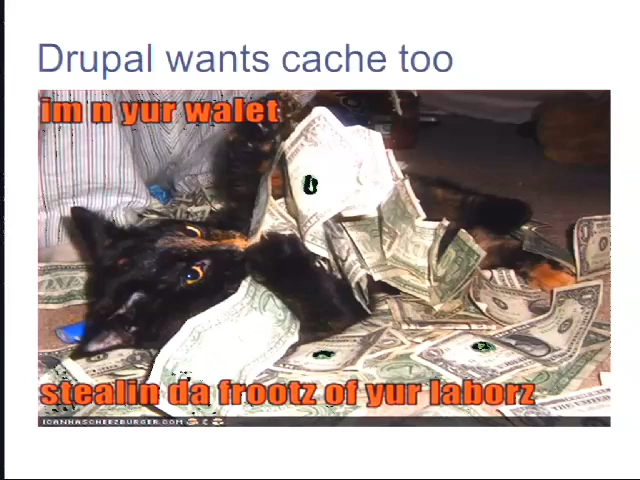 Drupal wants cache too
im n yur walet
stealin da frootz of yur laborz
ICANHASCHEEZBURGER.COM